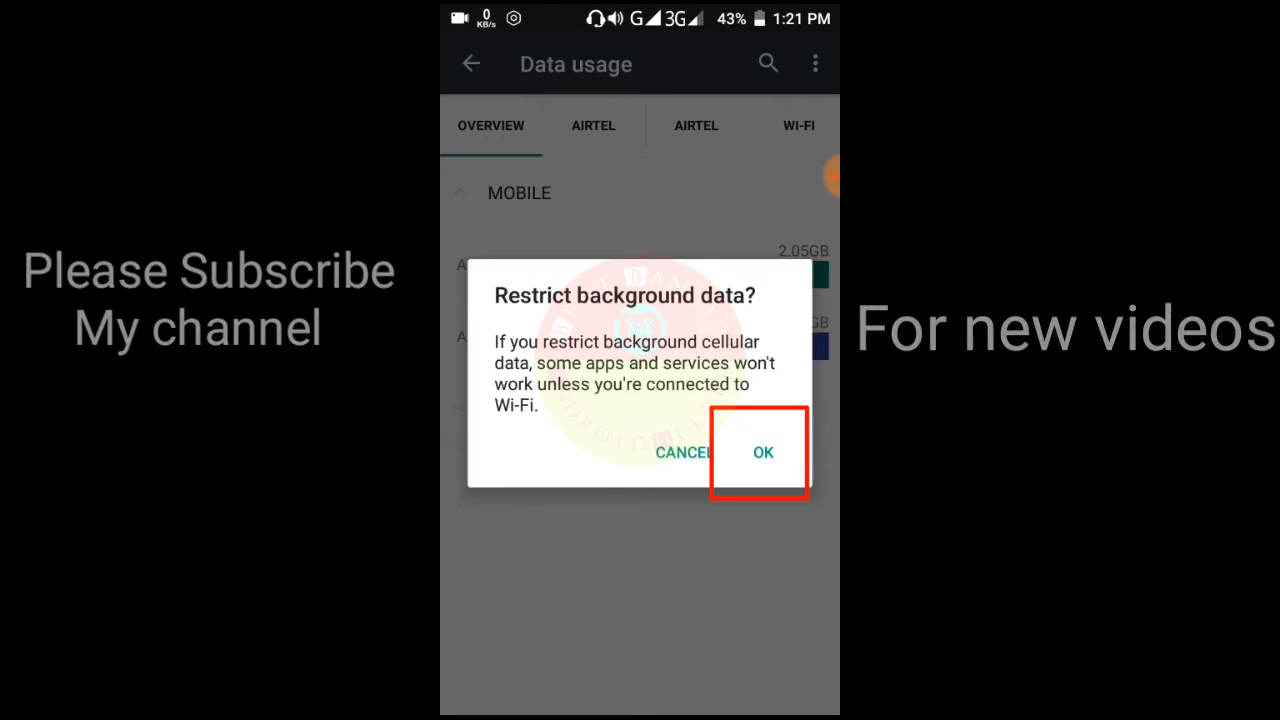 0
KB/s
G
3G
43%
1:21 PM
Data usage
OVERVIEW
AIRTEL
AIRTEL
WI-FI
MOBILE
2.05GB
A
A
GB
Restrict background data?
If you restrict background cellular
data, some apps and services won't
work unless you're connected to
Wi-Fi.
CANCEL
OK
Please Subscribe
My channel
For new videos